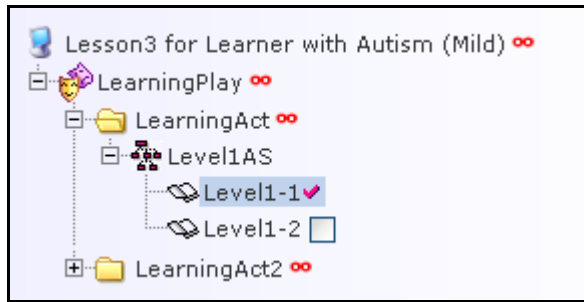 Lesson3 for Learner with Autism (Mild)
LearningPlay
LearningAct
Level1AS
Level1-1
Level1-2
LearningAct2